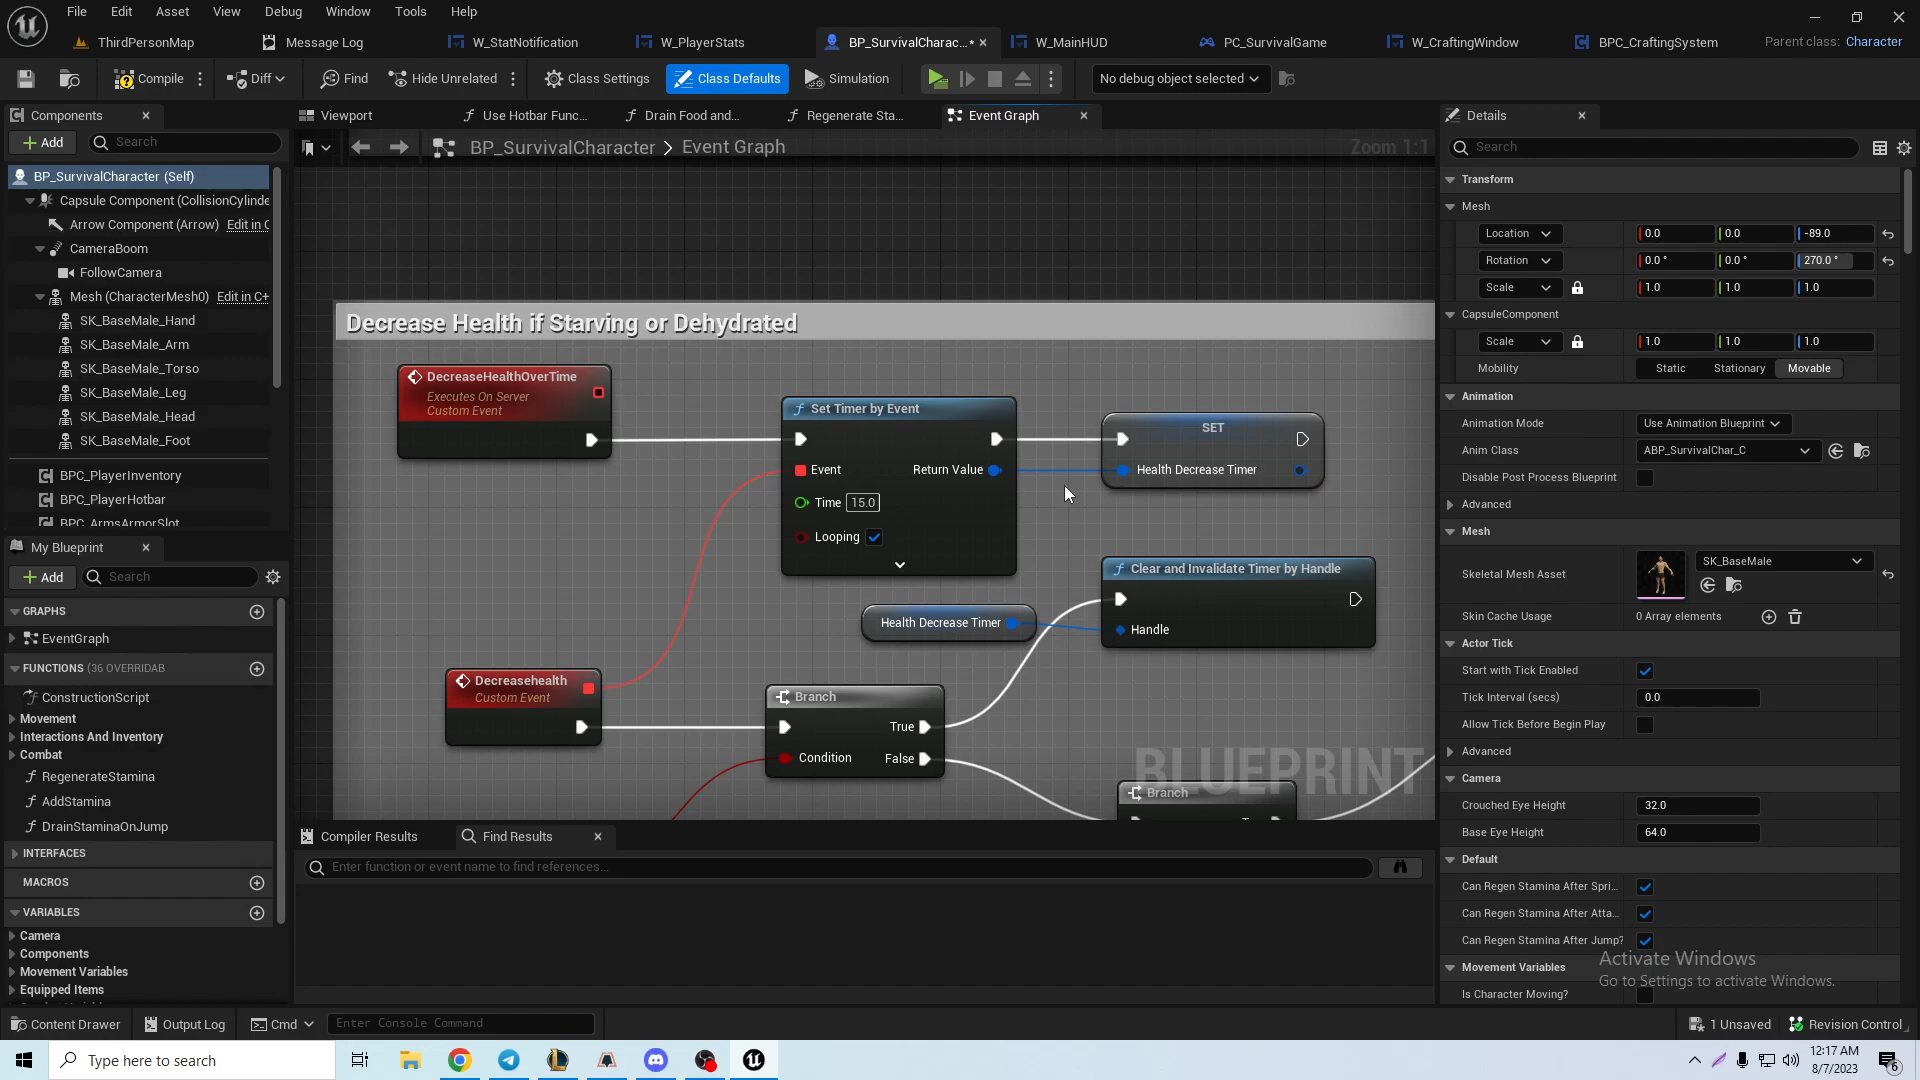 File Edit Asset View Debug Window Tools Help
ThirdPersonMap Message Log W_StatNotification W_PlayerStats BP_SurvivalCharac...* W_MainHUD PC_SurvivalGame W_CraftingWindow BPC_CraftingSystem Parent class: Character
Compile Diff Find Hide Unrelated Class Settings Class Defaults Simulation No debug object selected
Components
Add Search
BP_SurvivalCharacter (Self)
Capsule Component (CollisionCylinde
Arrow Component (Arrow) Edit in C
CameraBoom
FollowCamera
Mesh (CharacterMesh0) Edit in C+
SK_BaseMale_Hand
SK_BaseMale_Arm
SK_BaseMale_Torso
SK_BaseMale_Leg
SK_BaseMale_Head
SK_BaseMale_Foot
BPC_PlayerInventory
BPC_PlayerHotbar
BPC_ArmsArmorSlot
My Blueprint
Add Search
GRAPHS
EventGraph
FUNCTIONS (36 OVERRIDAB
ConstructionScript
Movement
Interactions And Inventory
Combat
RegenerateStamina
AddStamina
DrainStaminaOnJump
INTERFACES
MACROS
VARIABLES
Camera
Components
Movement Variables
Equipped Items
Viewport Use Hotbar Func... Drain Food and... Regenerate Sta... Event Graph
BP_SurvivalCharacter > Event Graph Zoom 1:1
Decrease Health if Starving or Dehydrated
DecreaseHealthOverTime
Executes On Server
Custom Event
Set Timer by Event
Event Return Value
Time 15.0
Looping
SET
Health Decrease Timer
Clear and Invalidate Timer by Handle
Handle
Health Decrease Timer
Decreasehealth
Custom Event
Branch
True
Condition False
Branch
BLUEPRINT
Compiler Results Find Results
Enter function or event name to find references...
Details
Search
Transform
Mesh
Location 0.0 0.0 -89.0
Rotation 0.0 ° 0.0 ° 270.0 °
Scale 1.0 1.0 1.0
CapsuleComponent
Scale 1.0 1.0 1.0
Mobility Static Stationary Movable
Animation
Animation Mode Use Animation Blueprint
Anim Class ABP_SurvivalChar_C
Disable Post Process Blueprint
Advanced
Mesh
Skeletal Mesh Asset SK_BaseMale
Skin Cache Usage 0 Array elements
Actor Tick
Start with Tick Enabled
Tick Interval (secs) 0.0
Allow Tick Before Begin Play
Advanced
Camera
Crouched Eye Height 32.0
Base Eye Height 64.0
Default
Can Regen Stamina After Spri...
Can Regen Stamina After Atta...
Can Regen Stamina After Jump?
Movement Variables
Is Character Moving?
Activate Windows
Go to Settings to activate Windows.
Content Drawer Output Log Cmd Enter Console Command 1 Unsaved Revision Control
Type here to search
12:17 AM
8/7/2023
6